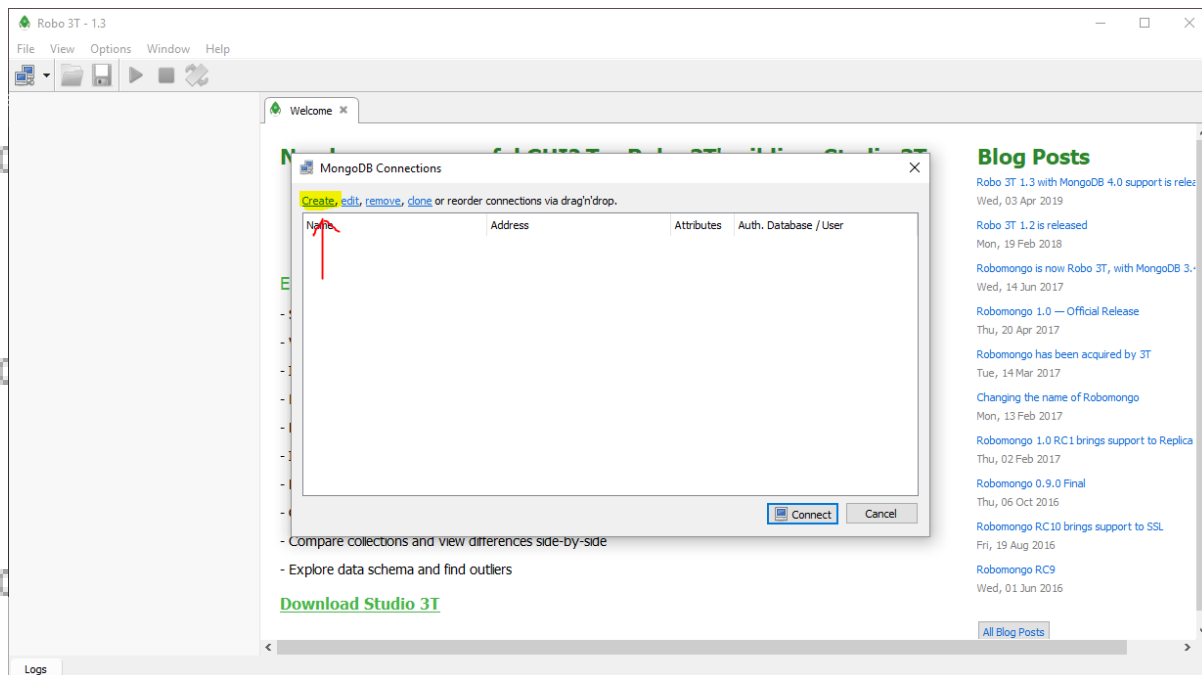 Robo 3T - 1.3
File View Options Window Help
Welcome
MongoDB Connections
Create, edit, remove, clone or reorder connections via drag'n'drop.
Name Address Attributes Auth. Database / User
Connect Cancel
- Compare collections and view differences side-by-side
- Explore data schema and find outliers
Download Studio 3T
Blog Posts
Robo 3T 1.3 with MongoDB 4.0 support is relea
Wed, 03 Apr 2019
Robo 3T 1.2 is released
Mon, 19 Feb 2018
Robomongo is now Robo 3T, with MongoDB 3.
Wed, 14 Jun 2017
Robomongo 1.0 — Official Release
Thu, 20 Apr 2017
Robomongo has been acquired by 3T
Tue, 14 Mar 2017
Changing the name of Robomongo
Mon, 13 Feb 2017
Robomongo 1.0 RC1 brings support to Replica
Thu, 02 Feb 2017
Robomongo 0.9.0 Final
Thu, 06 Oct 2016
Robomongo RC10 brings support to SSL
Fri, 19 Aug 2016
Robomongo RC9
Wed, 01 Jun 2016
All Blog Posts
Logs